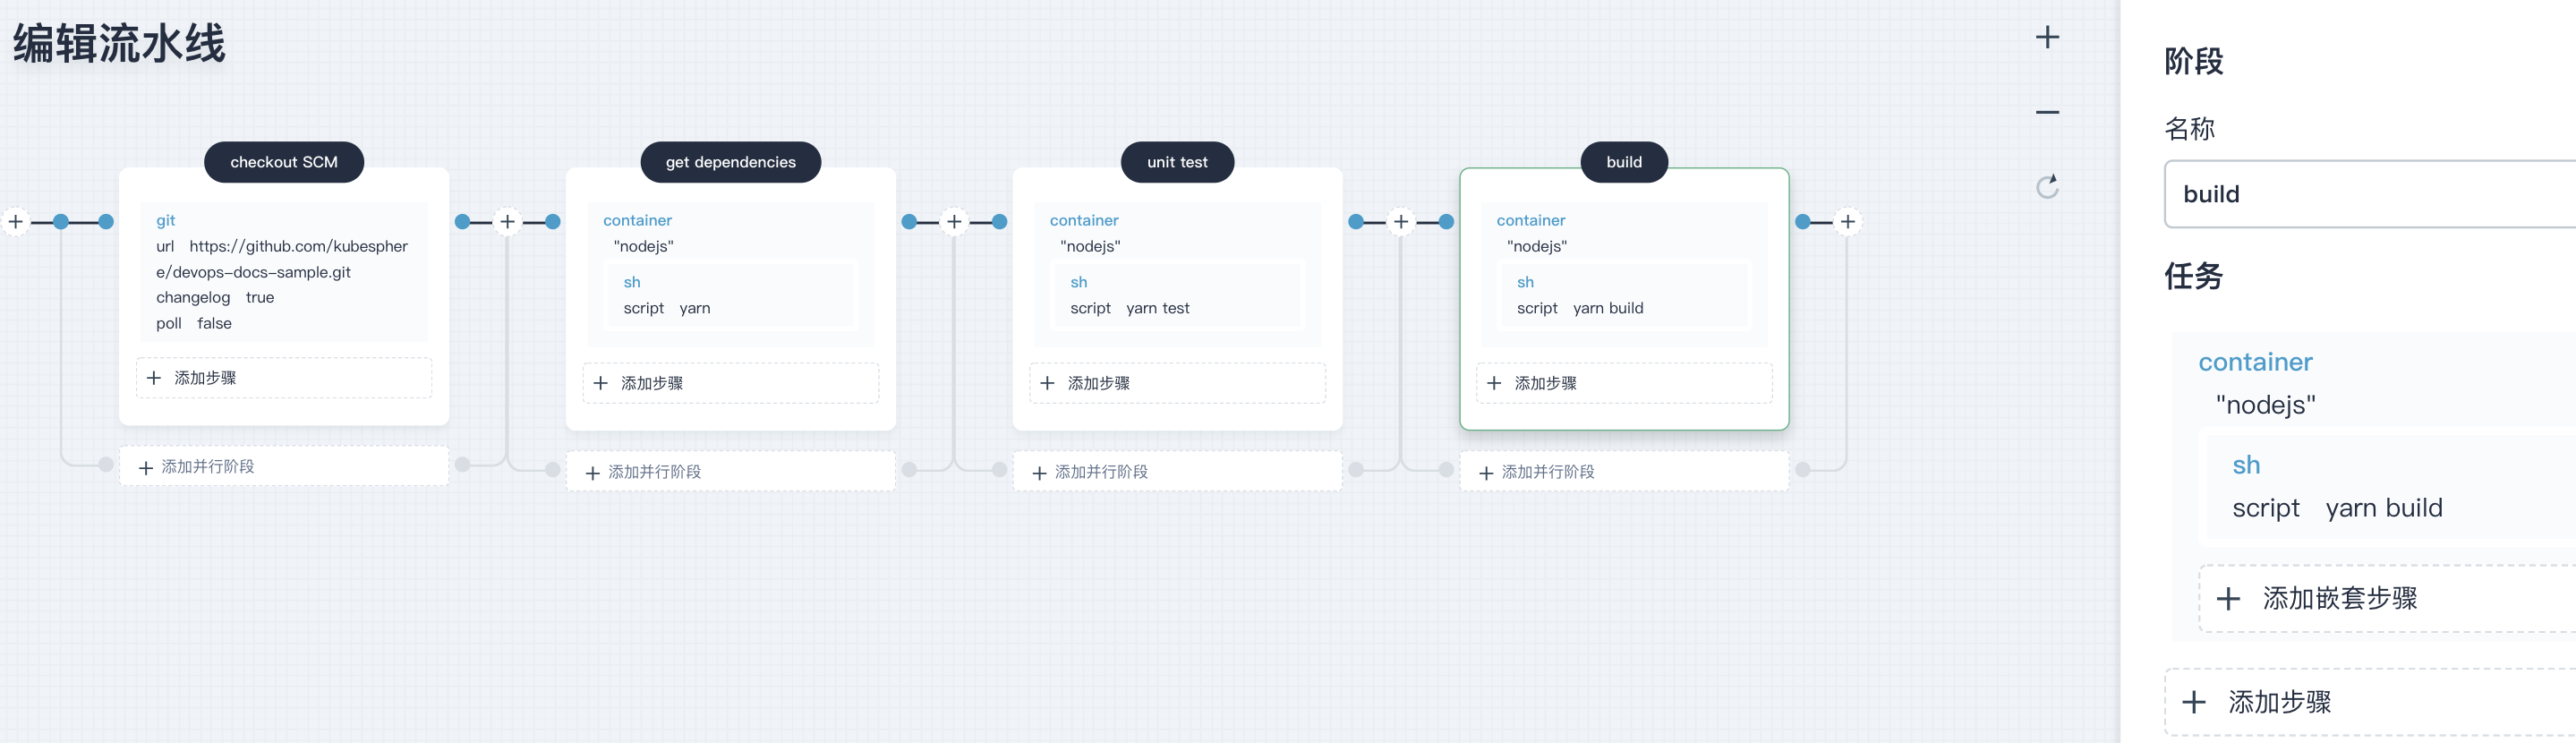 编辑流水线
checkout SCM
git
url https://github.com/kubespher
e/devops-docs-sample.git
changelog true
poll false
添加步骤
添加并行阶段
get dependencies
container
"nodejs"
sh
script yarn
添加步骤
添加并行阶段
unit test
container
"nodejs"
sh
script yarn test
添加步骤
添加并行阶段
build
container
"nodejs"
sh
script yarn build
添加步骤
添加并行阶段
阶段
名称
build
任务
container
"nodejs"
sh
script yarn build
添加嵌套步骤
添加步骤